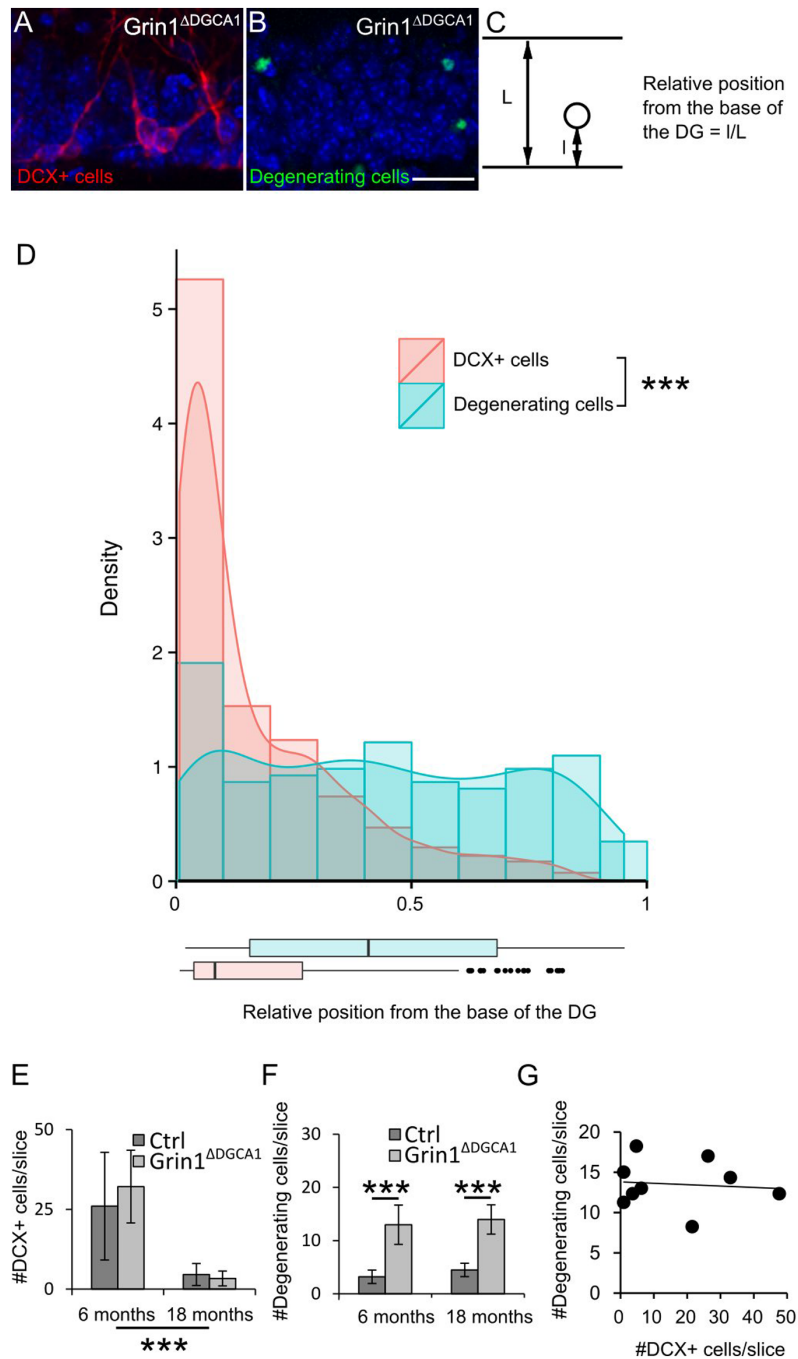 A
Grin1ΔDGCA1
DCX+ cells
B
Grin1ΔDGCA1
Degenerating cells
C
L
l
Relative position
from the base of
the DG = l/L
D
Density
5
4
3
2
1
0
DCX+ cells
Degenerating cells
***
0
0.5
1
Relative position from the base of the DG
E
#DCX+ cells/slice
50
25
0
Ctrl
Grin1ΔDGCA1
6 months
18 months
***
F
#Degenerating cells/slice
30
20
10
0
Ctrl
Grin1ΔDGCA1
***
***
6 months
18 months
G
#Degenerating cells/slice
20
15
10
5
0
0
10
20
30
40
50
#DCX+ cells/slice